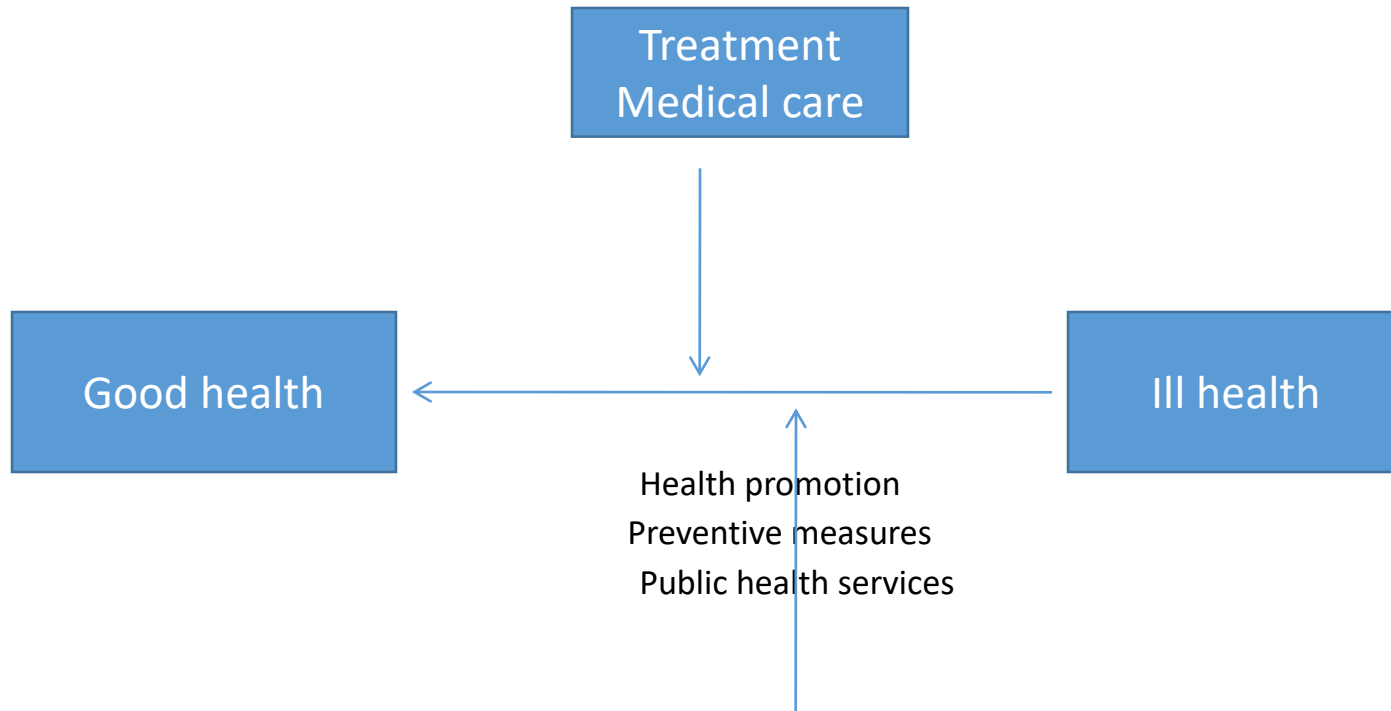 Treatment
Medical care
Good health
Ill health
Health promotion
Preventive measures
Public health services